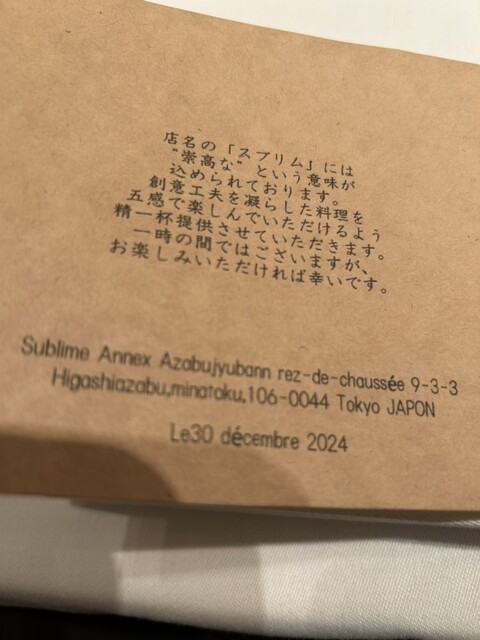 店名の「スブリム」には
"崇高な" という意味が
込められております。
創意工夫を凝らした料理を
五感で楽しんでいただけるよう
精一杯提供させていただきます。
一時の間ではございますが、
お楽しみいただければ幸いです。
Sublime Annex Azabujyubann rez-de-chaussée 9-3-3
Higashiazabu,minatoku,106-0044 Tokyo JAPON
Le30 décembre 2024